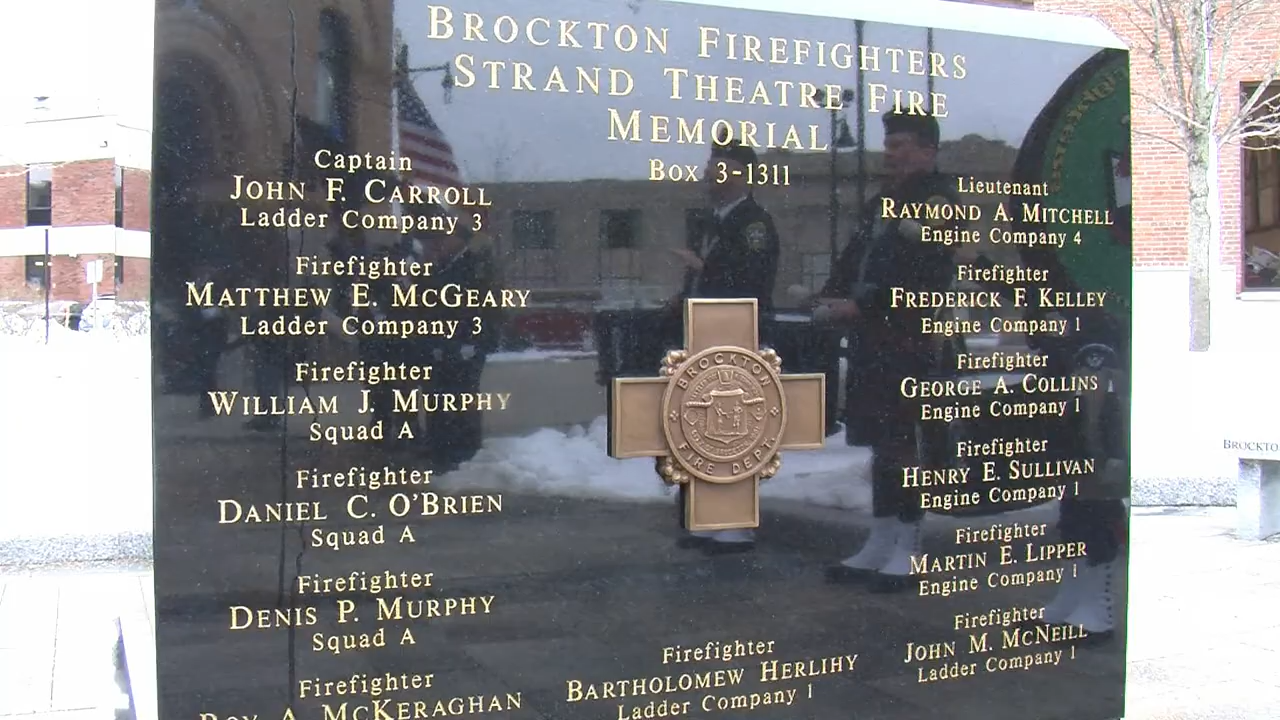 BROCKTON FIREFIGHTERS
STRAND THEATRE FIRE
MEMORIAL
Box 3-1311
Captain
JOHN F. CARROLL
Ladder Company 3
Firefighter
MATTHEW E. MCGEARY
Ladder Company 3
Firefighter
WILLIAM J. MURPHY
Squad A
Firefighter
DANIEL C. O'BRIEN
Squad A
Firefighter
DENIS P. MURPHY
Squad A
Firefighter
ROY A. MCKERAGHAN
BROCKTON
FIRE DEPT.
Firefighter
BARTHOLOMEW HERLIHY
Ladder Company 1
Lieutenant
RAYMOND A. MITCHELL
Engine Company 4
Firefighter
FREDERICK F. KELLEY
Engine Company 1
Firefighter
GEORGE A. COLLINS
Engine Company 1
Firefighter
HENRY E. SULLIVAN
Engine Company 1
Firefighter
MARTIN E. LIPPER
Engine Company 1
Firefighter
JOHN M. MCNEILL
Ladder Company 1
BROCKTO